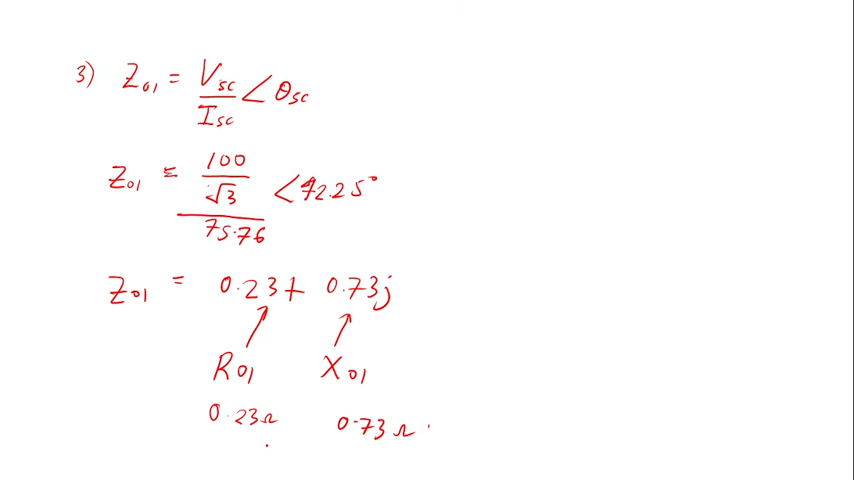 3) Z01 = Vsc / Isc ∠ θsc
Z01 = 100 / √3 / 75.76 ∠72.25°
Z01 = 0.23 + 0.73j
R01 X01
0.23Ω 0.73Ω